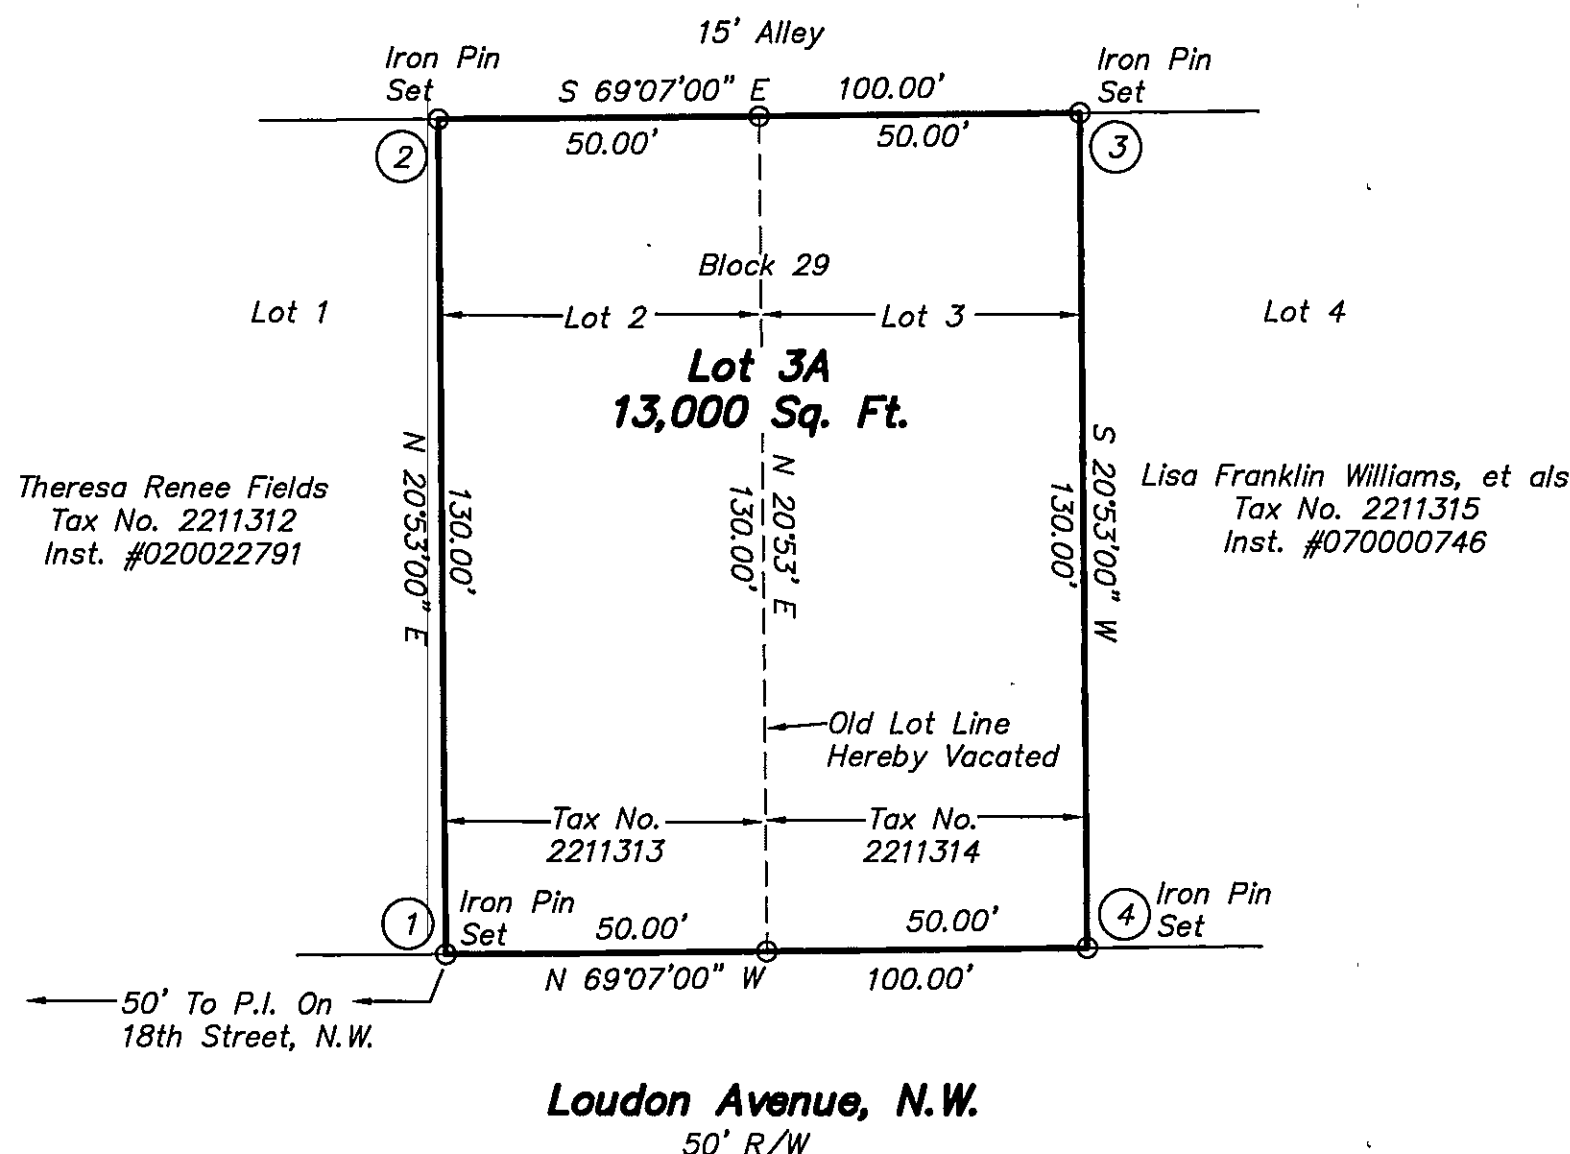 15' Alley
Iron Pin
Set
S 69°07'00" E
100.00'
Iron Pin
Set
2
50.00'
50.00'
3
Block 29
Lot 1
Lot 2
Lot 3
Lot 4
Lot 3A
13,000 Sq. Ft.
Theresa Renee Fields
Tax No. 2211312
Inst. #020022791
N 20°53'00" E
130.00'
N 20°53' E
130.00'
S 20°53'00" W
130.00'
Lisa Franklin Williams, et als
Tax No. 2211315
Inst. #070000746
Old Lot Line
Hereby Vacated
Tax No.
2211313
Tax No.
2211314
1
Iron Pin
Set
50.00'
50.00'
4
Iron Pin
Set
N 69°07'00" W
100.00'
50' To P.I. On
18th Street, N.W.
Loudon Avenue, N.W.
50' R/W